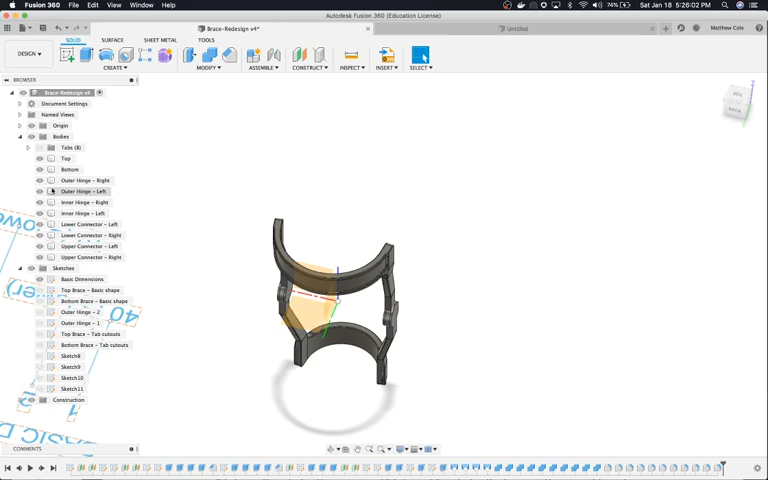 Fusion 360 File Edit View Window Help
74% Sat Jan 18 5:26:02 PM
Autodesk Fusion 360 (Education License)
Brace-Redesign v4*
Untitled
Matthew Cole
SOLID SURFACE SHEET METAL TOOLS
DESIGN
CREATE MODIFY ASSEMBLE CONSTRUCT INSPECT INSERT SELECT
BROWSER
Brace-Redesign v4
Document Settings
Named Views
Origin
Bodies
Tabs (8)
Top
Bottom
Outer Hinge - Right
Outer Hinge - Left
Inner Hinge - Right
Inner Hinge - Left
Lower Connector - Left
Lower Connector - Right
Upper Connector - Left
Upper Connector - Right
Sketches
Basic Dimensions
Top Brace - Basic shape
Bottom Brace - Basic shape
Outer Hinge - 2
Outer Hinge - 1
Top Brace - Tab cutouts
Bottom Brace - Tab cutouts
Sketch8
Sketch9
Sketch10
Sketch11
Construction
COMMENTS
TOP
BACK